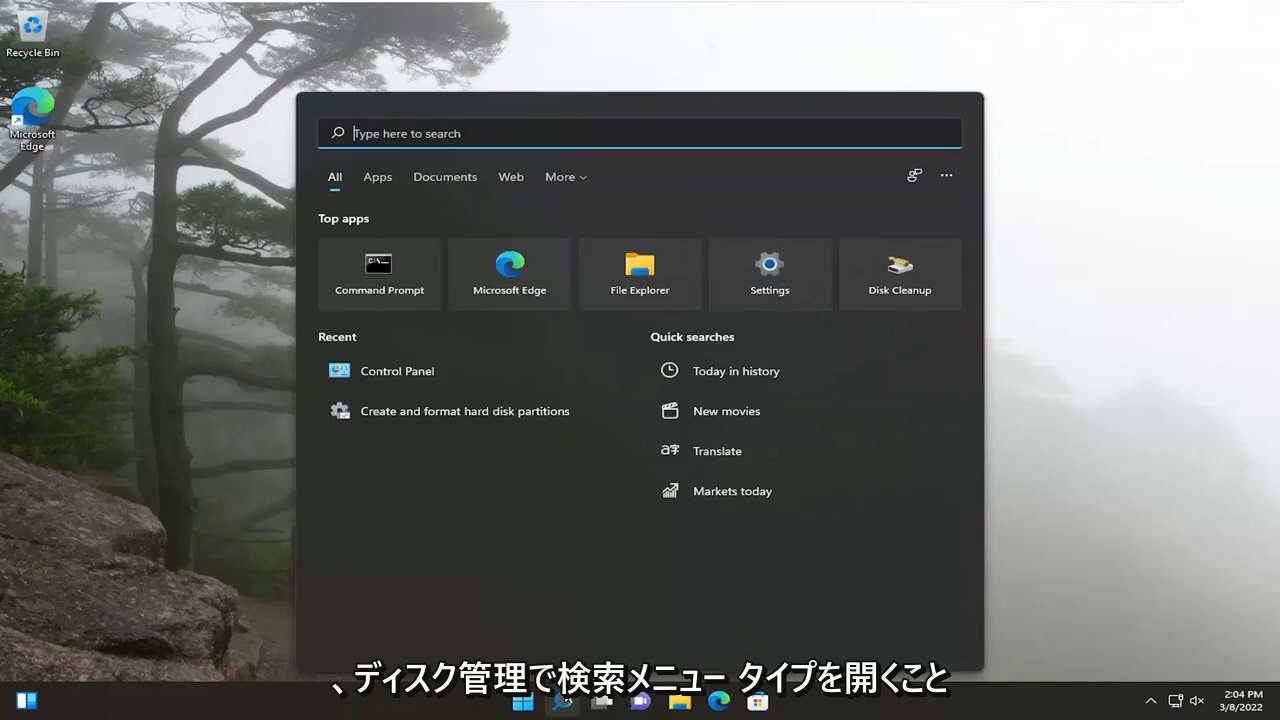 Recycle Bin
Microsoft
Edge
Type here to search
All Apps Documents Web More
Top apps
Command Prompt Microsoft Edge File Explorer Settings Disk Cleanup
Recent Quick searches
Control Panel Today in history
Create and format hard disk partitions New movies
Translate
Markets today
、ディスク管理で検索メニュー タイプを開くこと
2:04 PM
3/8/2022